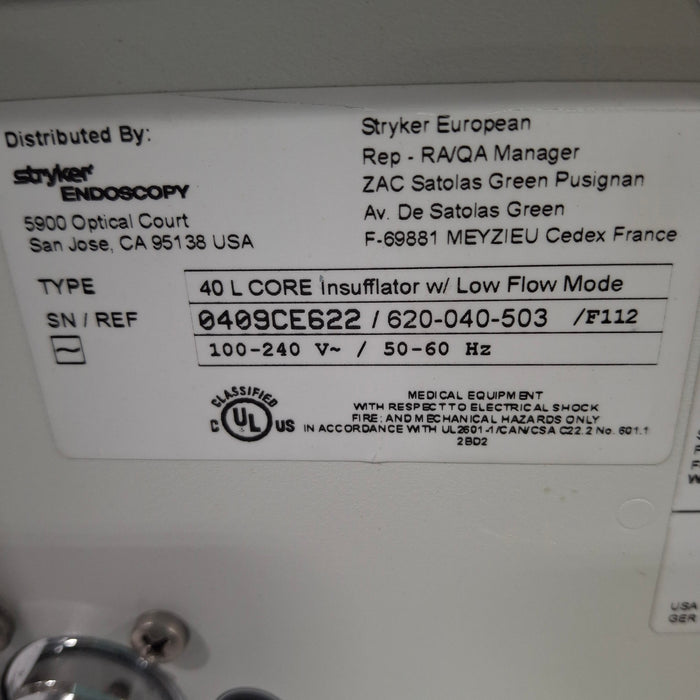 Distributed By:
stryker
ENDOSCOPY
5900 Optical Court
San Jose, CA 95138 USA
Stryker European
Rep - RA/QA Manager
ZAC Satolas Green Pusignan
Av. De Satolas Green
F-69881 MEYZIEU Cedex France
TYPE
40 L CORE Insufflator w/ Low Flow Mode
SN / REF
0409CE622 / 620-040-503 /F112
100-240 V~ / 50-60 Hz
CLASSIFIED
C UL US
MEDICAL EQUIPMENT
WITH RESPECT TO ELECTRICAL SHOCK
FIRE; AND MECHANICAL HAZARDS ONLY
IN ACCORDANCE WITH UL2601-1/CAN/CSA C22.2 No. 601.1
2BD2
USA
GER